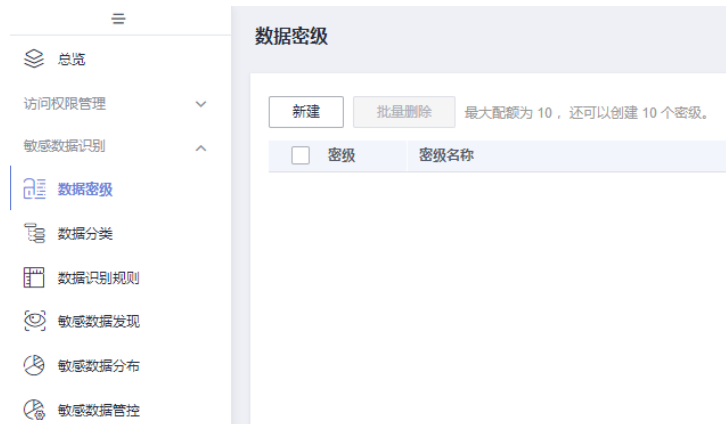 总览
访问权限管理
敏感数据识别
数据密级
数据分类
数据识别规则
敏感数据发现
敏感数据分布
敏感数据管控
数据密级
新建 批量删除 最大配额为 10 ，还可以创建 10 个密级。
密级 密级名称